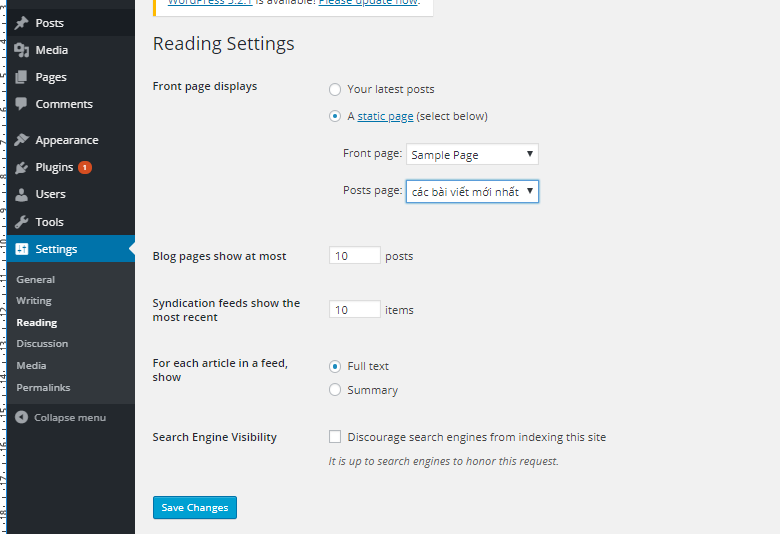 WordPress 5.2.1 is available! Please update now.
Posts
Media
Pages
Comments
Appearance
Plugins 1
Users
Tools
Settings
General
Writing
Reading
Discussion
Media
Permalinks
Collapse menu
Reading Settings
Front page displays
Your latest posts
A static page (select below)
Front page: Sample Page
Posts page: các bài viết mới nhất
Blog pages show at most 10 posts
Syndication feeds show the
most recent
10 items
For each article in a feed,
show
Full text
Summary
Search Engine Visibility
Discourage search engines from indexing this site
It is up to search engines to honor this request.
Save Changes